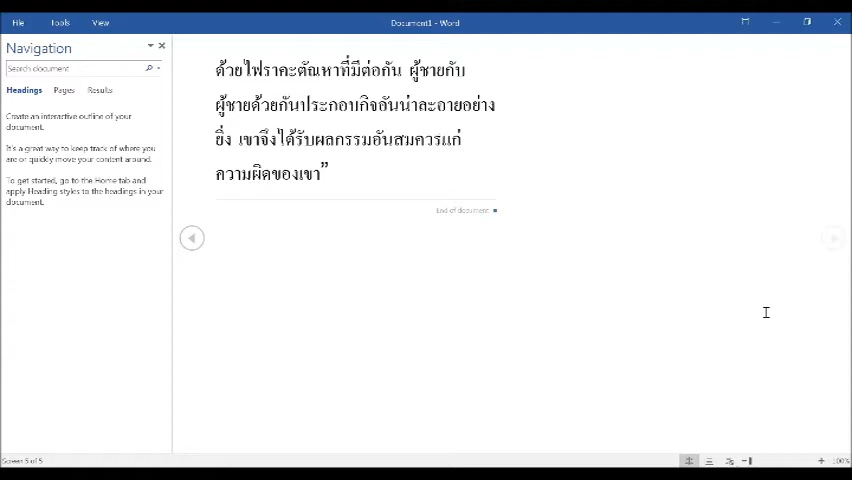 File Tools View Document1 - Word
Navigation
Search document
Headings Pages Results
Create an interactive outline of your
document.
It's a great way to keep track of where you
are or quickly move your content around.
To get started, go to the Home tab and
apply Heading styles to the headings in your
document.
ด้วยไฟราคะตัณหาที่มีต่อกัน ผู้ชายกับ
ผู้ชายด้วยกันประกอบกิจอันน่าละอายอย่าง
ยิ่ง เขาจึงได้รับผลกรรมอันสมควรแก่
ความผิดของเขา”
End of document
Screen 5 of 5
100%